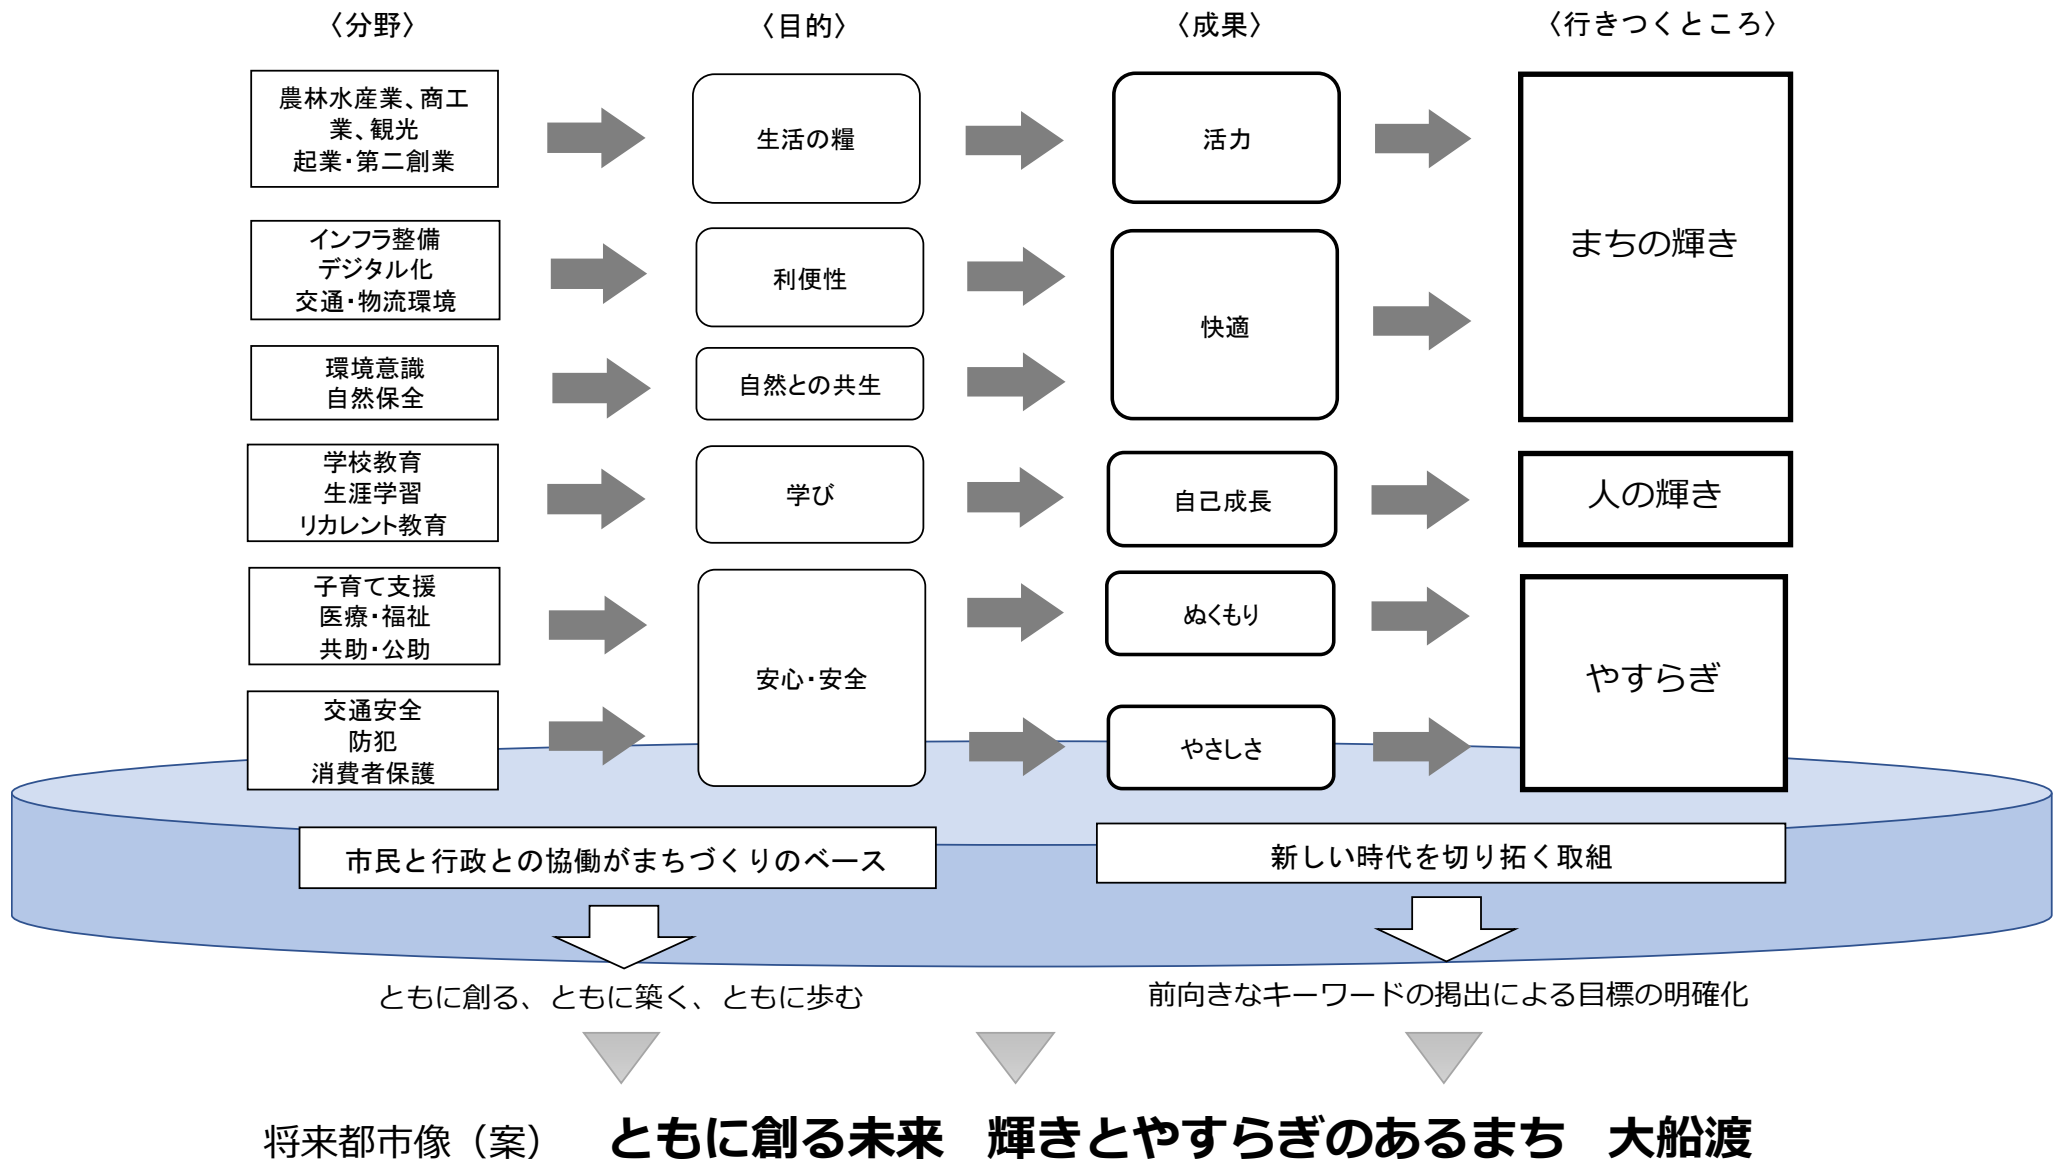 〈分野〉
〈目的〉
〈成果〉
〈行きつくところ〉
農林水産業、商工
業、観光
起業・第二創業
生活の糧
活力
まちの輝き
インフラ整備
デジタル化
交通・物流環境
利便性
快適
環境意識
自然保全
自然との共生
学校教育
生涯学習
リカレント教育
学び
自己成長
人の輝き
子育て支援
医療・福祉
共助・公助
安心・安全
ぬくもり
やすらぎ
交通安全
防犯
消費者保護
やさしさ
市民と行政との協働がまちづくりのベース
新しい時代を切り拓く取組
ともに創る、ともに築く、ともに歩む
前向きなキーワードの掲出による目標の明確化
将来都市像（案）　ともに創る未来　輝きとやすらぎのあるまち　大船渡